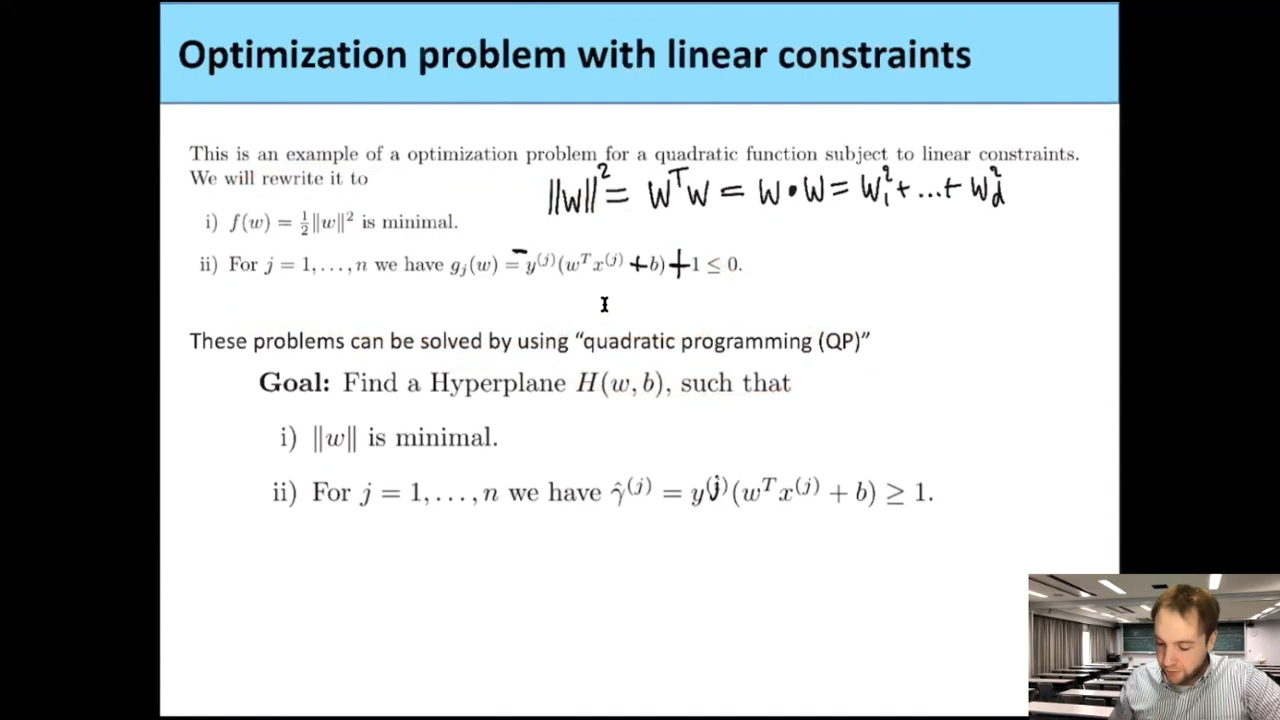 Optimization problem with linear constraints
This is an example of a optimization problem for a quadratic function subject to linear constraints.
We will rewrite it to
‖w‖² = wᵀw = w • w = w₁² + ... + w_d²
i) f(w) = ½‖w‖² is minimal.
ii) For j = 1, . . . , n we have gⱼ(w) = −y⁽ʲ⁾(wᵀx⁽ʲ⁾ + b) + 1 ≤ 0.
These problems can be solved by using “quadratic programming (QP)”
Goal: Find a Hyperplane H(w, b), such that
i) ‖w‖ is minimal.
ii) For j = 1, . . . , n we have γ̂⁽ʲ⁾ = y⁽ʲ⁾(wᵀx⁽ʲ⁾ + b) ≥ 1.